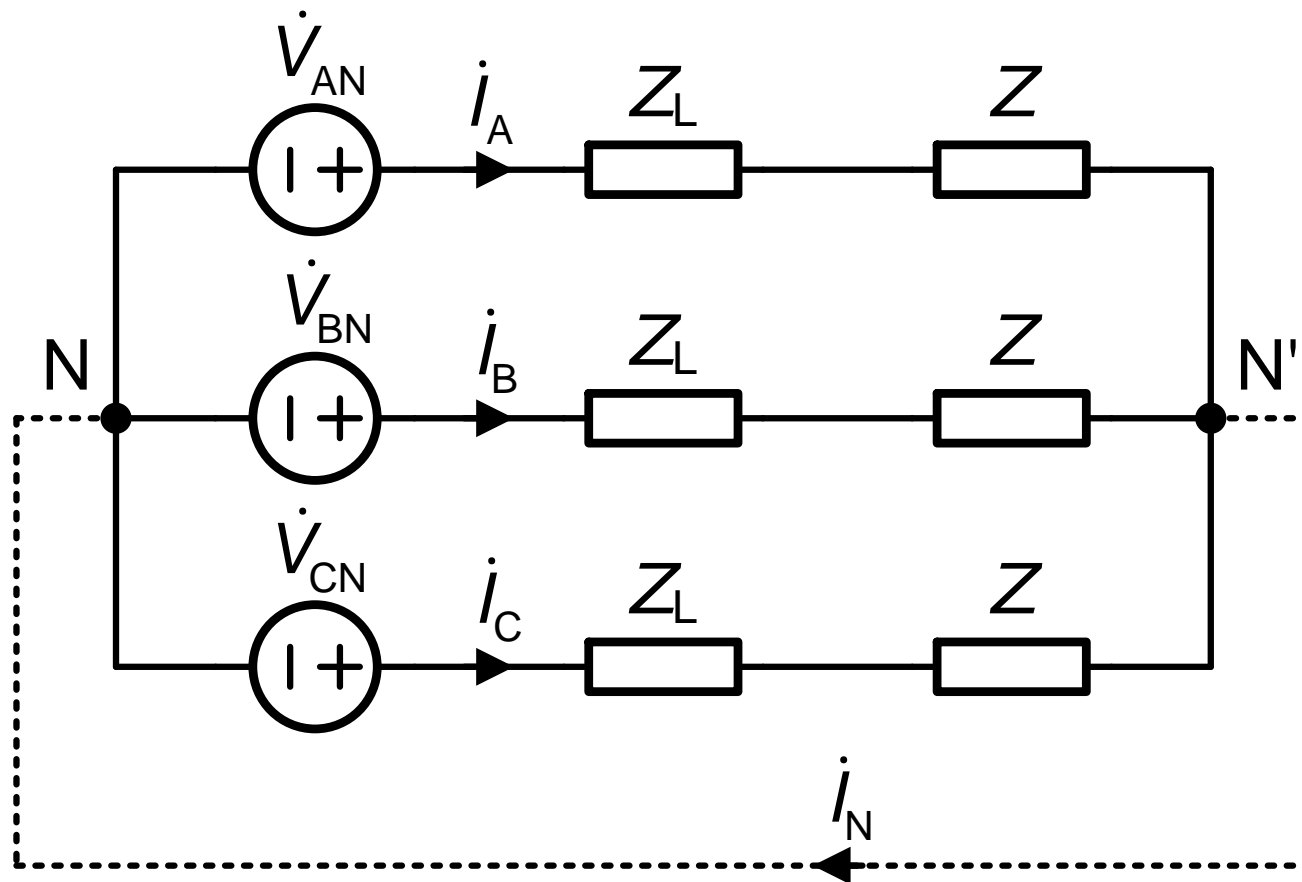 V̇AN
İA ZL Z
− +
V̇BN
İB ZL Z
N N'
− +
V̇CN
İC ZL Z
− +
İN